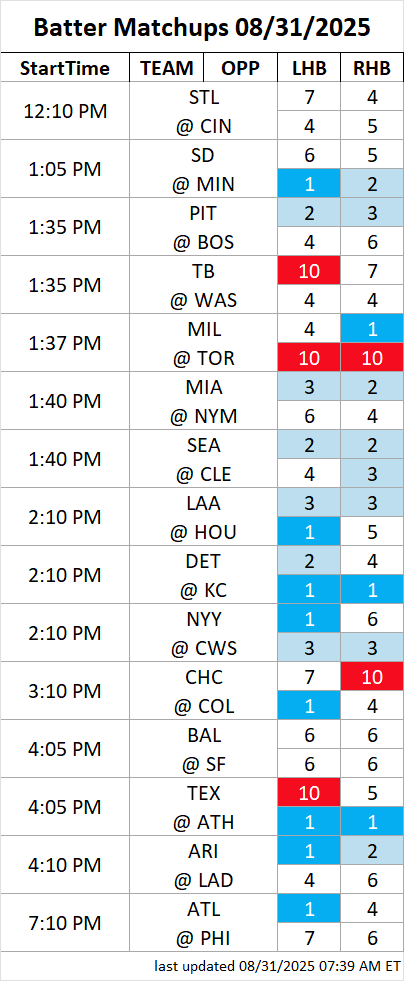 Batter Matchups 08/31/2025
StartTime TEAM OPP LHB RHB
12:10 PM STL 7 4
@ CIN 4 5
1:05 PM SD 6 5
@ MIN 1 2
1:35 PM PIT 2 3
@ BOS 4 6
1:35 PM TB 10 7
@ WAS 4 4
1:37 PM MIL 4 1
@ TOR 10 10
1:40 PM MIA 3 2
@ NYM 6 4
1:40 PM SEA 2 2
@ CLE 4 3
2:10 PM LAA 3 3
@ HOU 1 5
2:10 PM DET 2 4
@ KC 1 1
2:10 PM NYY 1 6
@ CWS 3 3
3:10 PM CHC 7 10
@ COL 1 4
4:05 PM BAL 6 6
@ SF 6 6
4:05 PM TEX 10 5
@ ATH 1 1
4:10 PM ARI 1 2
@ LAD 4 6
7:10 PM ATL 1 4
@ PHI 7 6
last updated 08/31/2025 07:39 AM ET